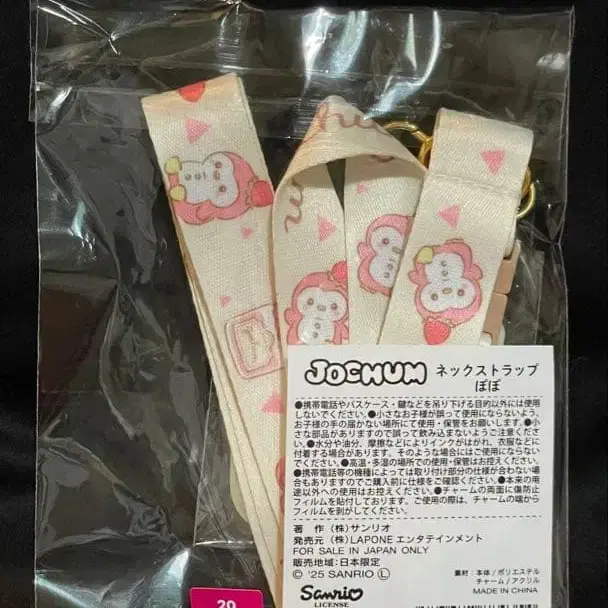 JOCHUM ネックストラップ
ぽぽ
●携帯電話やパスケース・鍵などを吊り下げる目的以外には使用
しないでください。●小さなお子様が誤って使用にならないよう、
お子様の手の届かない場所にて使用・保管をお願いします。●小
さな部品がありますので誤って飲み込まないようご注意くださ
い。●水分や油分、摩擦などによりインクがはがれ、衣服などに
付着する場合があります。そのような場合にはご使用にならない
でください。●高温・多湿の場所での使用・保管はお控えください。
●携帯電話等の機種によっては取り付け部分の仕様が合わない場
合もありますのでご購入前に仕様をご確認ください。●本来の用
途以外への使用はお控えください。●チャームの両面に傷防止
フィルムを貼付しております。ご使用の際は、チャームの端から
フィルムを剥がしてください。
著 作 (株)サンリオ
発売元 (株)LAPONE エンタテインメント
FOR SALE IN JAPAN ONLY
販売地域:日本限定
© '25 SANRIO Ⓛ
素材:本体/ポリエステル
チャーム/アクリル
MADE IN CHINA
Sanrio
LICENSE
20